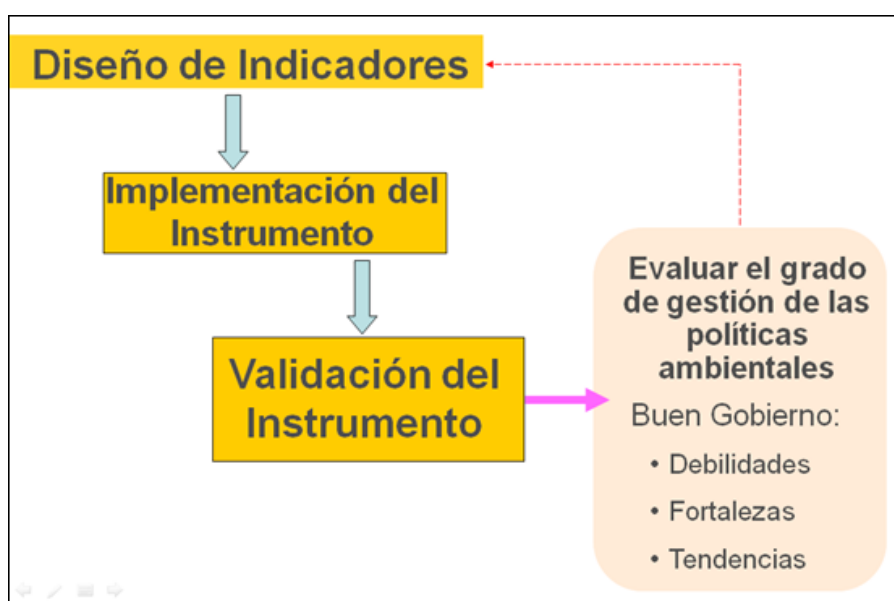 Diseño de Indicadores
Implementación del
Instrumento
Validación del
Instrumento
Evaluar el grado
de gestión de las
políticas
ambientales
Buen Gobierno:
• Debilidades
• Fortalezas
• Tendencias